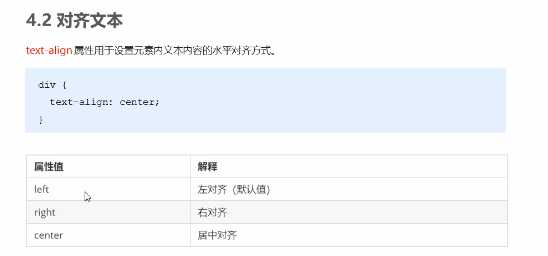 4.2 对齐文本
text-align 属性用于设置元素内文本内容的水平对齐方式。
div {
  text-align: center;
}
属性值 解释
left 左对齐（默认值）
right 右对齐
center 居中对齐